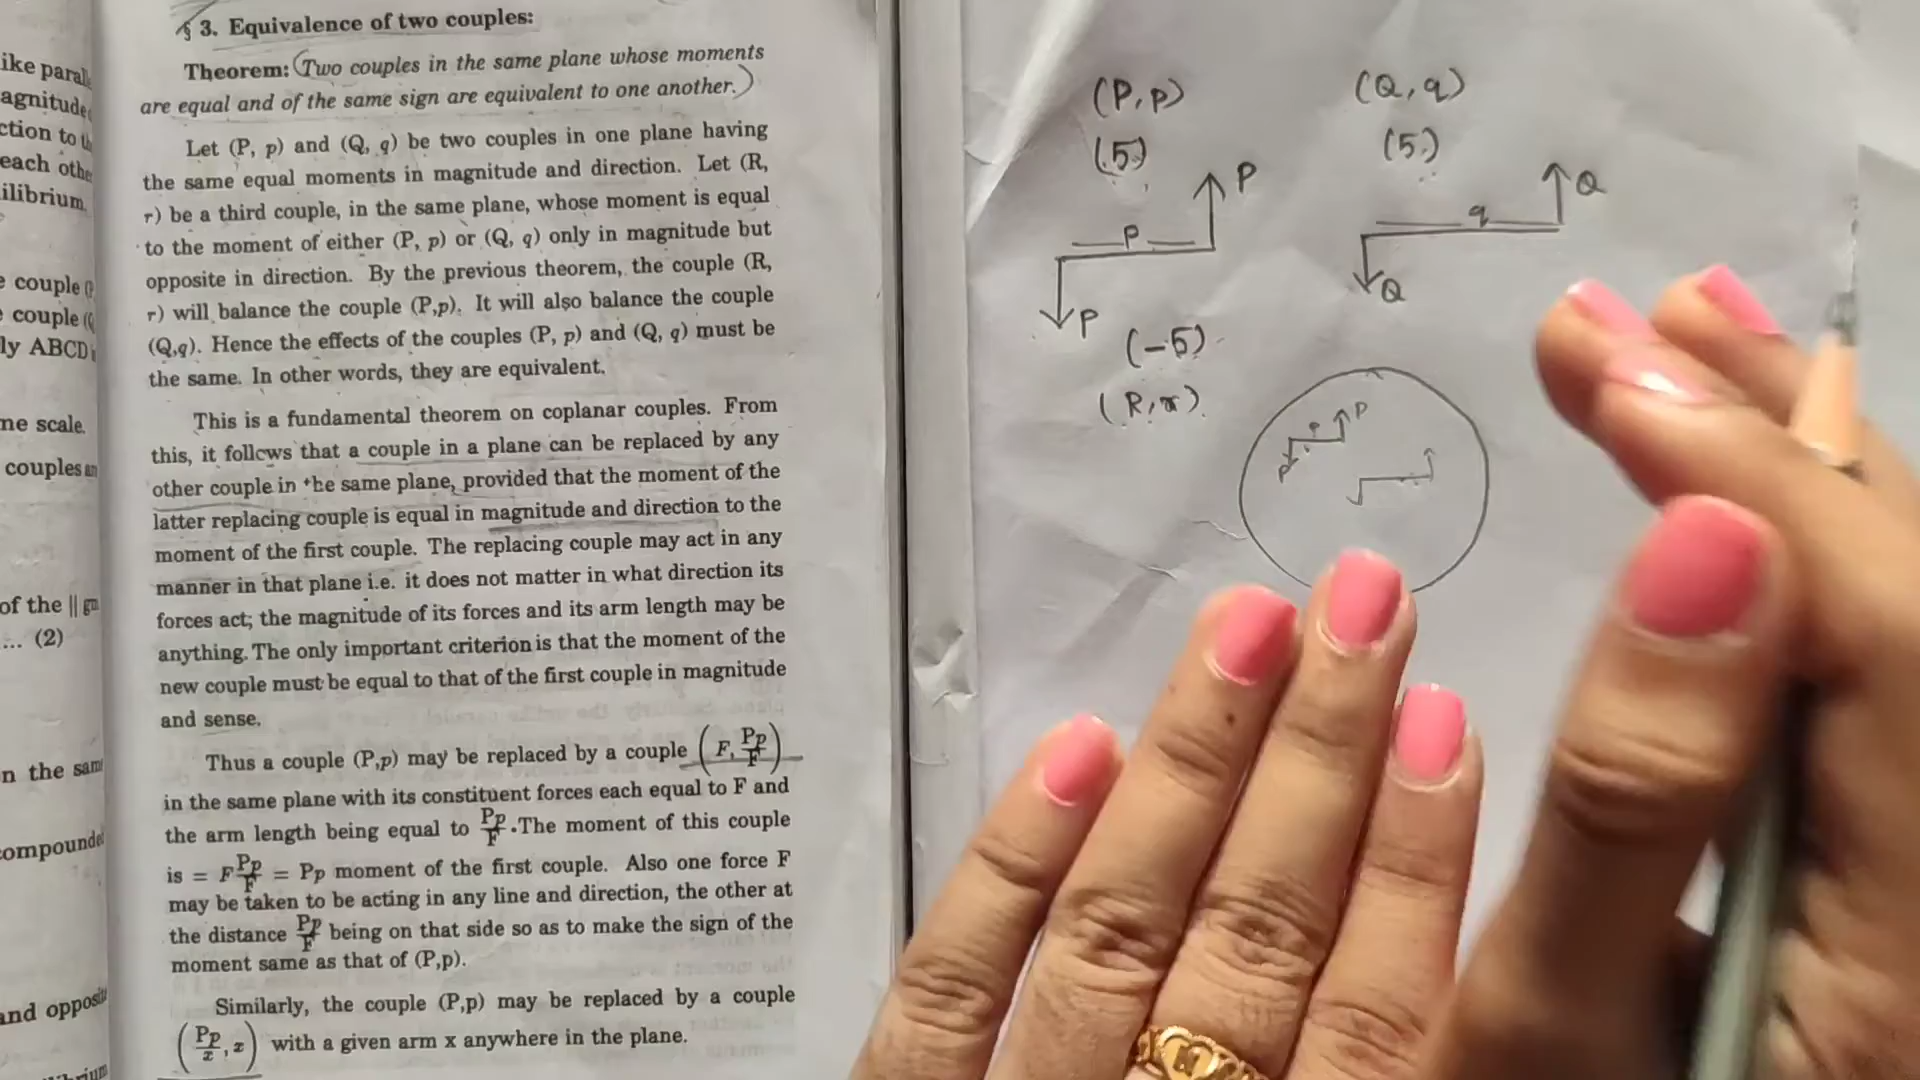 ike paral
agnitude
ction to th
each othe
ilibrium.
e couple (P
e couple (Q
ly ABCD i
me scale.
couples an
of the || gm
... (2)
n the sam
compounde
and opposit
librium
§ 3. Equivalence of two couples:
Theorem: (Two couples in the same plane whose moments
are equal and of the same sign are equivalent to one another.)
Let (P, p) and (Q, q) be two couples in one plane having
the same equal moments in magnitude and direction. Let (R,
r) be a third couple, in the same plane, whose moment is equal
to the moment of either (P, p) or (Q, q) only in magnitude but
opposite in direction. By the previous theorem, the couple (R,
r) will balance the couple (P,p). It will also balance the couple
(Q,q). Hence the effects of the couples (P, p) and (Q, q) must be
the same. In other words, they are equivalent.
This is a fundamental theorem on coplanar couples. From
this, it follows that a couple in a plane can be replaced by any
other couple in the same plane, provided that the moment of the
latter replacing couple is equal in magnitude and direction to the
moment of the first couple. The replacing couple may act in any
manner in that plane i.e. it does not matter in what direction its
forces act; the magnitude of its forces and its arm length may be
anything. The only important criterion is that the moment of the
new couple must be equal to that of the first couple in magnitude
and sense.
Thus a couple (P,p) may be replaced by a couple (F, Pp/F)
in the same plane with its constituent forces each equal to F and
the arm length being equal to Pp/F. The moment of this couple
is = F Pp/F = Pp moment of the first couple. Also one force F
may be taken to be acting in any line and direction, the other at
the distance Pp/F being on that side so as to make the sign of the
moment same as that of (P,p).
Similarly, the couple (P,p) may be replaced by a couple
(Pp/x, x) with a given arm x anywhere in the plane.
(P, p) (Q, q)
(5) (5)
P Q
p q
P Q
(-5)
(R, r)
P
P
P